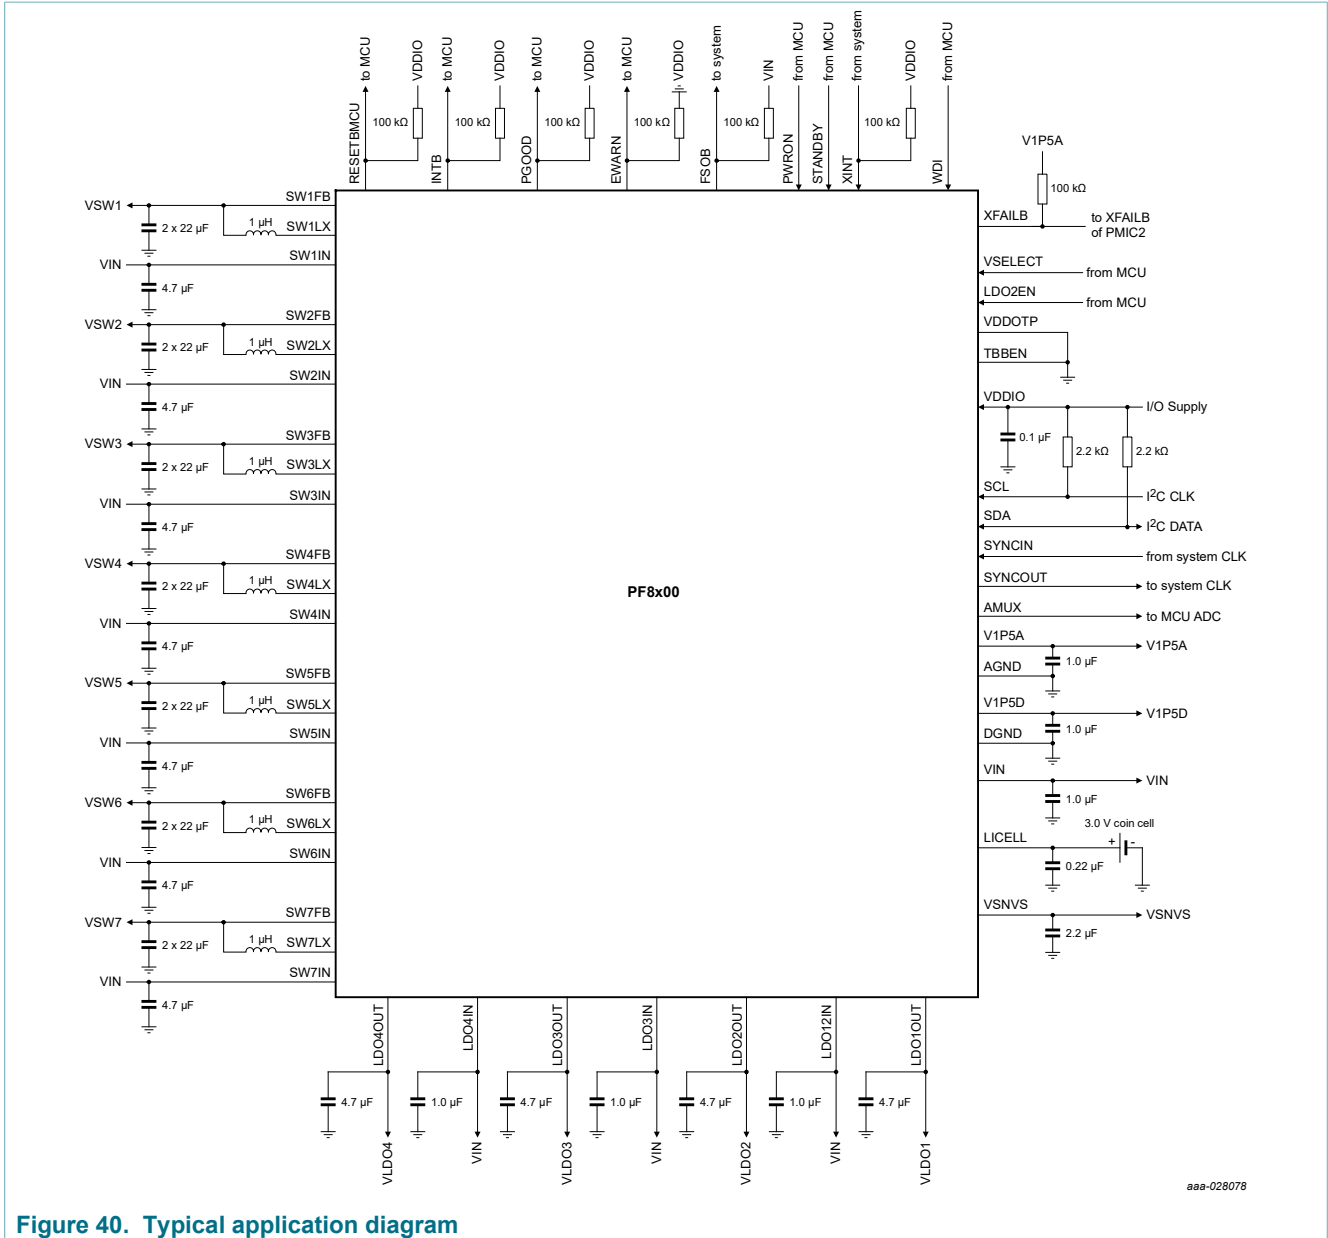 to MCU
VDDIO
to MCU
VDDIO
to MCU
VDDIO
to MCU
VDDIO
to system
VIN
from MCU
from MCU
from system
VDDIO
from MCU
100 kΩ
100 kΩ
100 kΩ
100 kΩ
100 kΩ
100 kΩ
RESETBMCU
INTB
PGOOD
EWARN
FSOB
PWRON
STANDBY
XINT
WDI
VSW1
2 x 22 µF
1 µH
SW1FB
SW1LX
VIN
SW1IN
4.7 µF
VSW2
2 x 22 µF
1 µH
SW2FB
SW2LX
VIN
SW2IN
4.7 µF
VSW3
2 x 22 µF
1 µH
SW3FB
SW3LX
VIN
SW3IN
4.7 µF
VSW4
2 x 22 µF
1 µH
SW4FB
SW4LX
VIN
SW4IN
4.7 µF
VSW5
2 x 22 µF
1 µH
SW5FB
SW5LX
VIN
SW5IN
4.7 µF
VSW6
2 x 22 µF
1 µH
SW6FB
SW6LX
VIN
SW6IN
4.7 µF
VSW7
2 x 22 µF
1 µH
SW7FB
SW7LX
VIN
SW7IN
4.7 µF
PF8x00
V1P5A
100 kΩ
XFAILB
to XFAILB
of PMIC2
VSELECT
from MCU
LDO2EN
from MCU
VDDOTP
TBBEN
VDDIO
I/O Supply
0.1 µF
2.2 kΩ
2.2 kΩ
SCL
I2C CLK
SDA
I2C DATA
SYNCIN
from system CLK
SYNCOUT
to system CLK
AMUX
to MCU ADC
V1P5A
V1P5A
1.0 µF
AGND
V1P5D
V1P5D
1.0 µF
DGND
VIN
VIN
1.0 µF
3.0 V coin cell
LICELL
+
-
0.22 µF
VSNVS
VSNVS
2.2 µF
LDO4OUT
LDO4IN
LDO3OUT
LDO3IN
LDO2OUT
LDO12IN
LDO1OUT
4.7 µF
1.0 µF
4.7 µF
1.0 µF
4.7 µF
1.0 µF
4.7 µF
VLDO4
VIN
VLDO3
VIN
VLDO2
VIN
VLDO1
aaa-028078
Figure 40. Typical application diagram